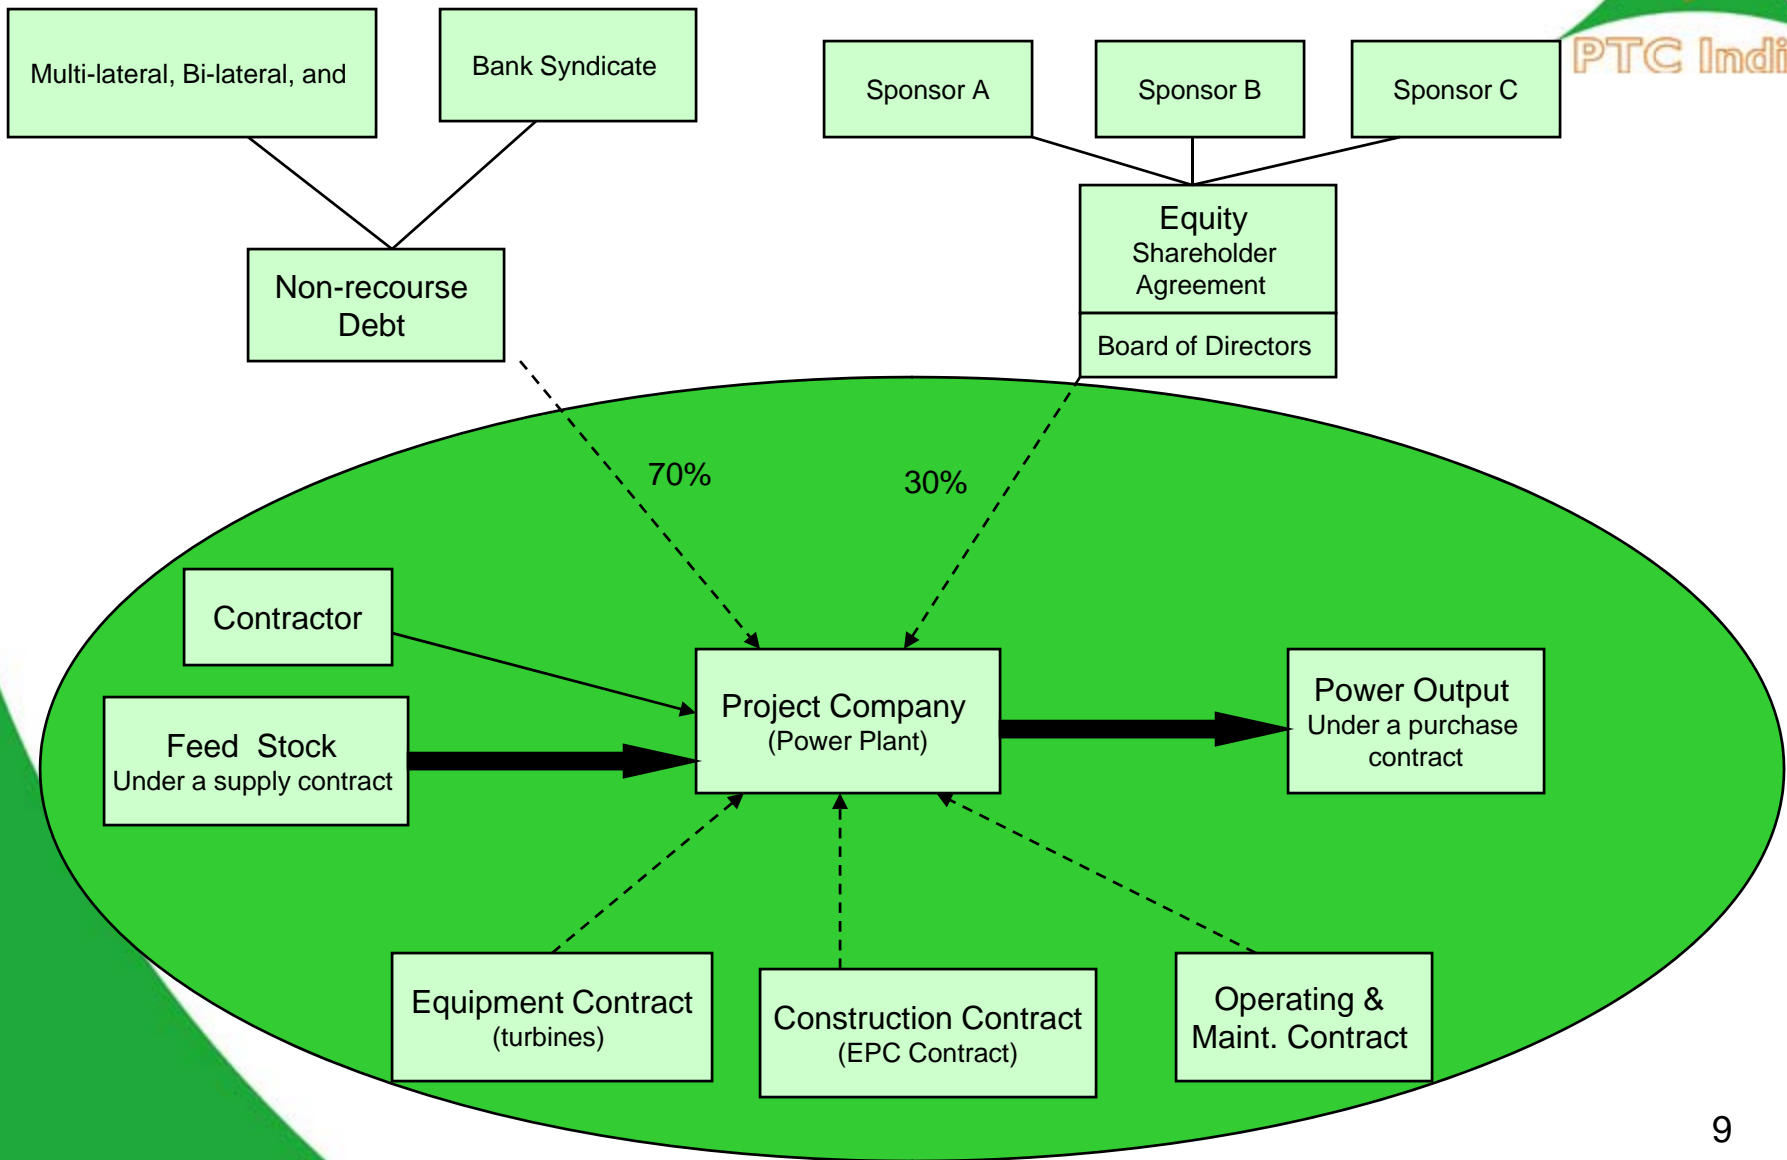 PTC Indi
Multi-lateral, Bi-lateral, and
Bank Syndicate
Sponsor A
Sponsor B
Sponsor C
Non-recourse
Debt
Equity
Shareholder
Agreement
Board of Directors
70%
30%
Contractor
Feed Stock
Under a supply contract
Project Company
(Power Plant)
Power Output
Under a purchase
contract
Equipment Contract
(turbines)
Construction Contract
(EPC Contract)
Operating &
Maint. Contract
9